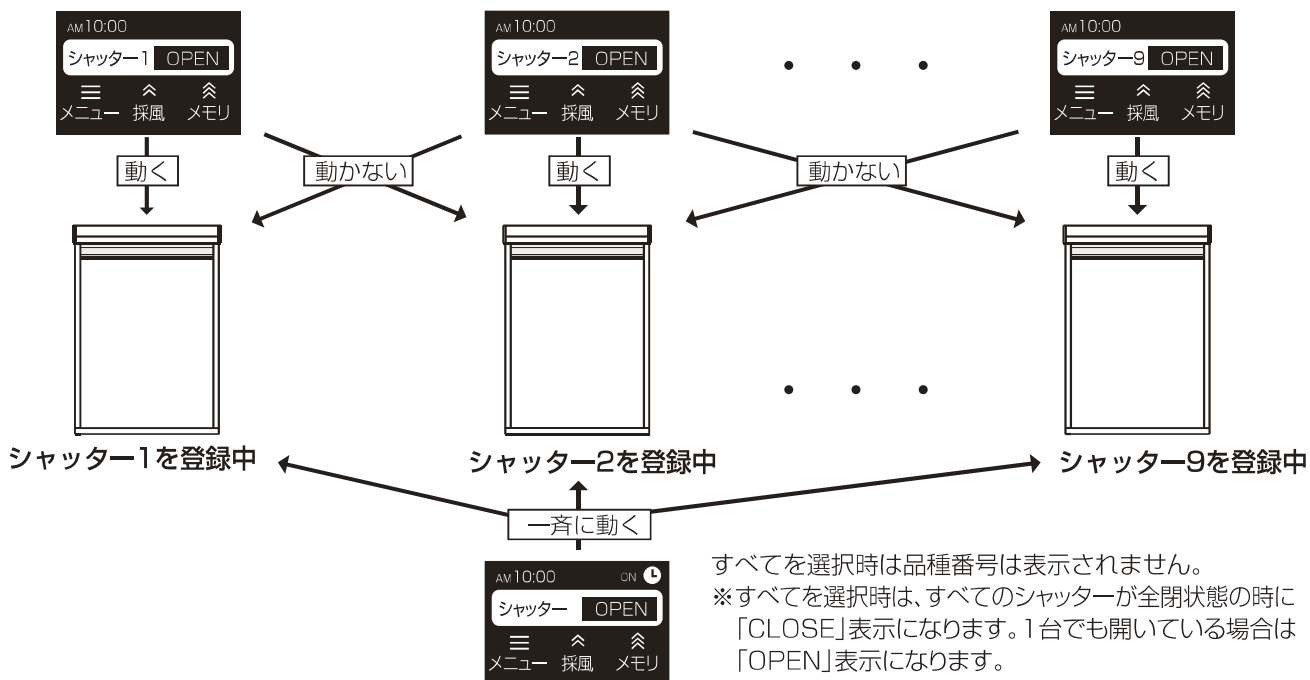 AM10:00
シャッター1 OPEN
メニュー 採風 メモリ
AM10:00
シャッター2 OPEN
メニュー 採風 メモリ
AM10:00
シャッター9 OPEN
メニュー 採風 メモリ
動く
動かない
動く
動かない
動く
シャッター1を登録中
シャッター2を登録中
シャッター9を登録中
一斉に動く
AM10:00 ON
シャッター OPEN
メニュー 採風 メモリ
すべてを選択時は品種番号は表示されません。
※すべてを選択時は、すべてのシャッターが全閉状態の時に
「CLOSE」表示になります。1台でも開いている場合は
「OPEN」表示になります。